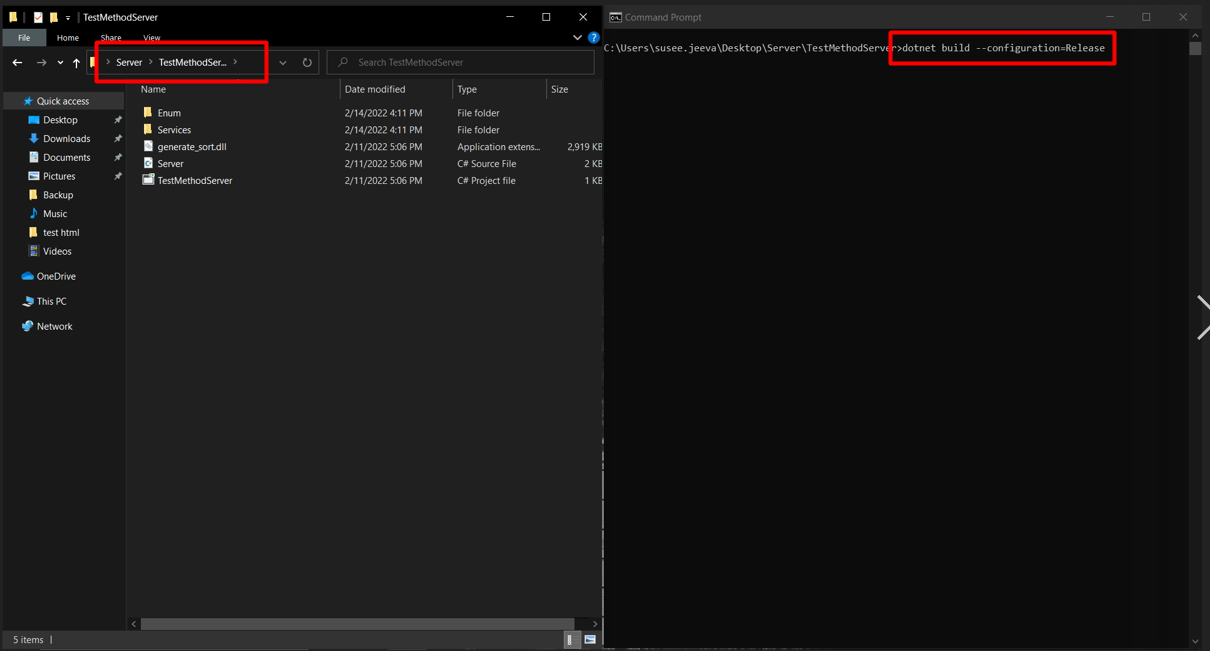 TestMethodServer
File Home Share View
Server TestMethodSer...
Search TestMethodServer
Name Date modified Type Size
Quick access
Desktop
Downloads
Documents
Pictures
Backup
Music
test html
Videos
OneDrive
This PC
Network
Enum 2/14/2022 4:11 PM File folder
Services 2/14/2022 4:11 PM File folder
generate_sort.dll 2/11/2022 5:06 PM Application extens... 2,919 KB
Server 2/11/2022 5:06 PM C# Source File 2 KB
TestMethodServer 2/11/2022 5:06 PM C# Project file 1 KB
5 items
Command Prompt
C:\Users\susee.jeeva\Desktop\Server\TestMethodServer>dotnet build --configuration=Release